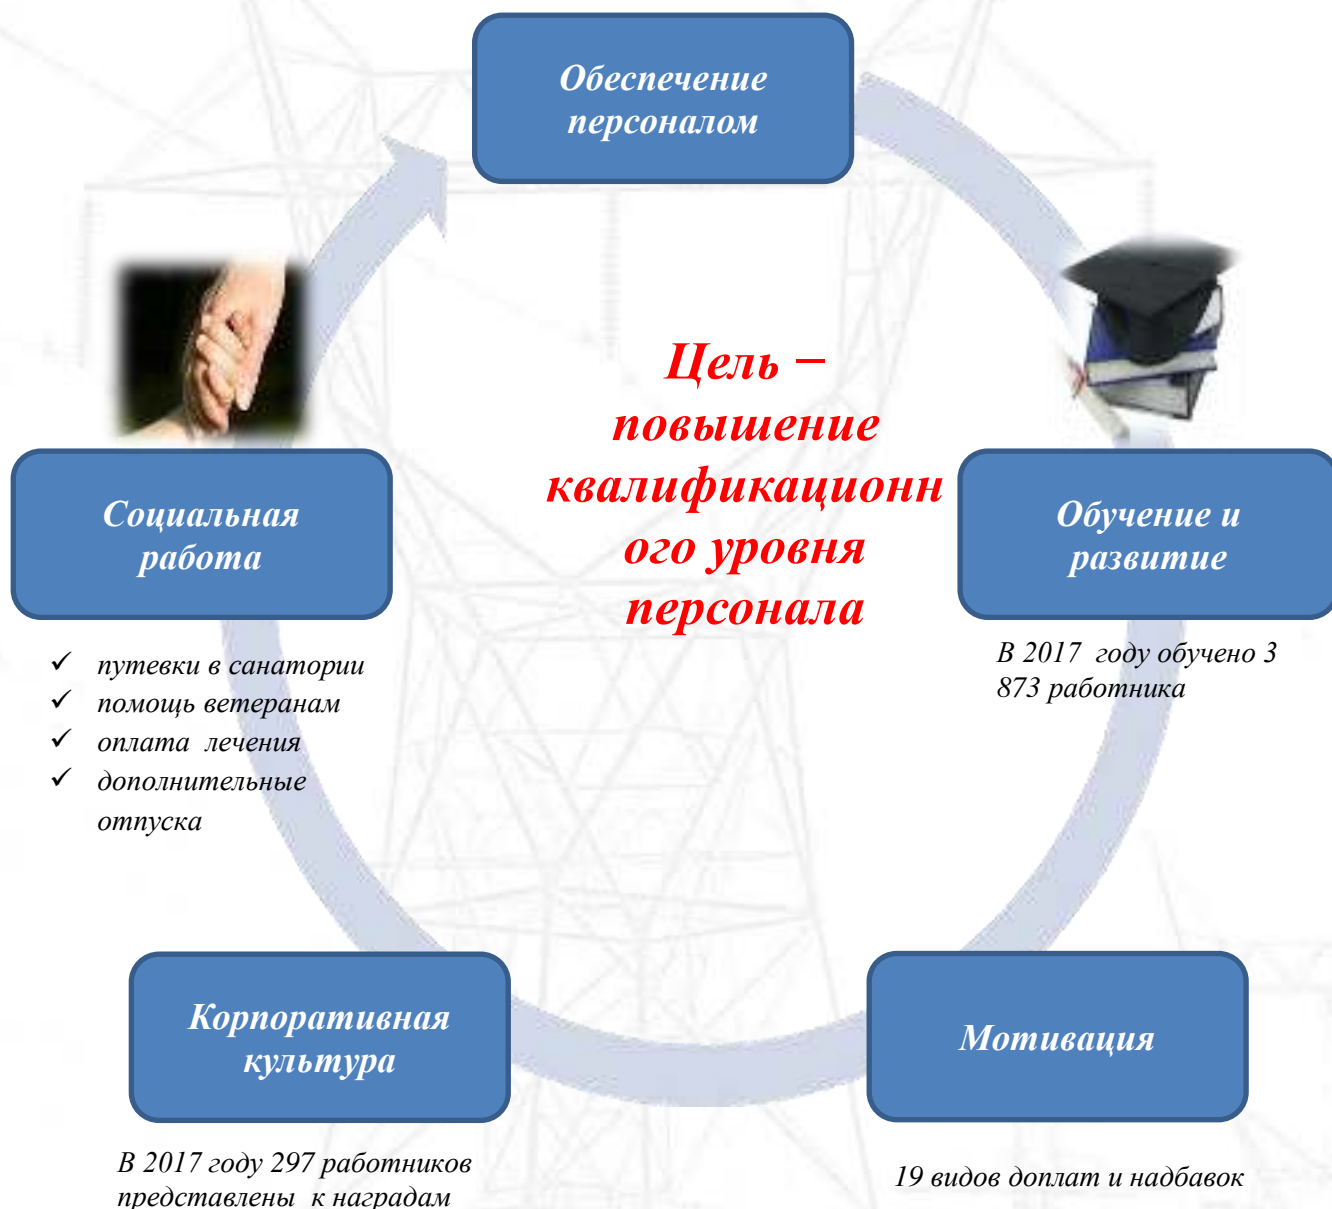 Обеспечение
персоналом
Цель –
повышение
квалификационн
ого уровня
персонала
Социальная
работа
Обучение и
развитие
✓ путевки в санатории
✓ помощь ветеранам
✓ оплата лечения
✓ дополнительные
отпуска
В 2017 году обучено 3
873 работника
Корпоративная
культура
Мотивация
В 2017 году 297 работников
представлены к наградам
19 видов доплат и надбавок